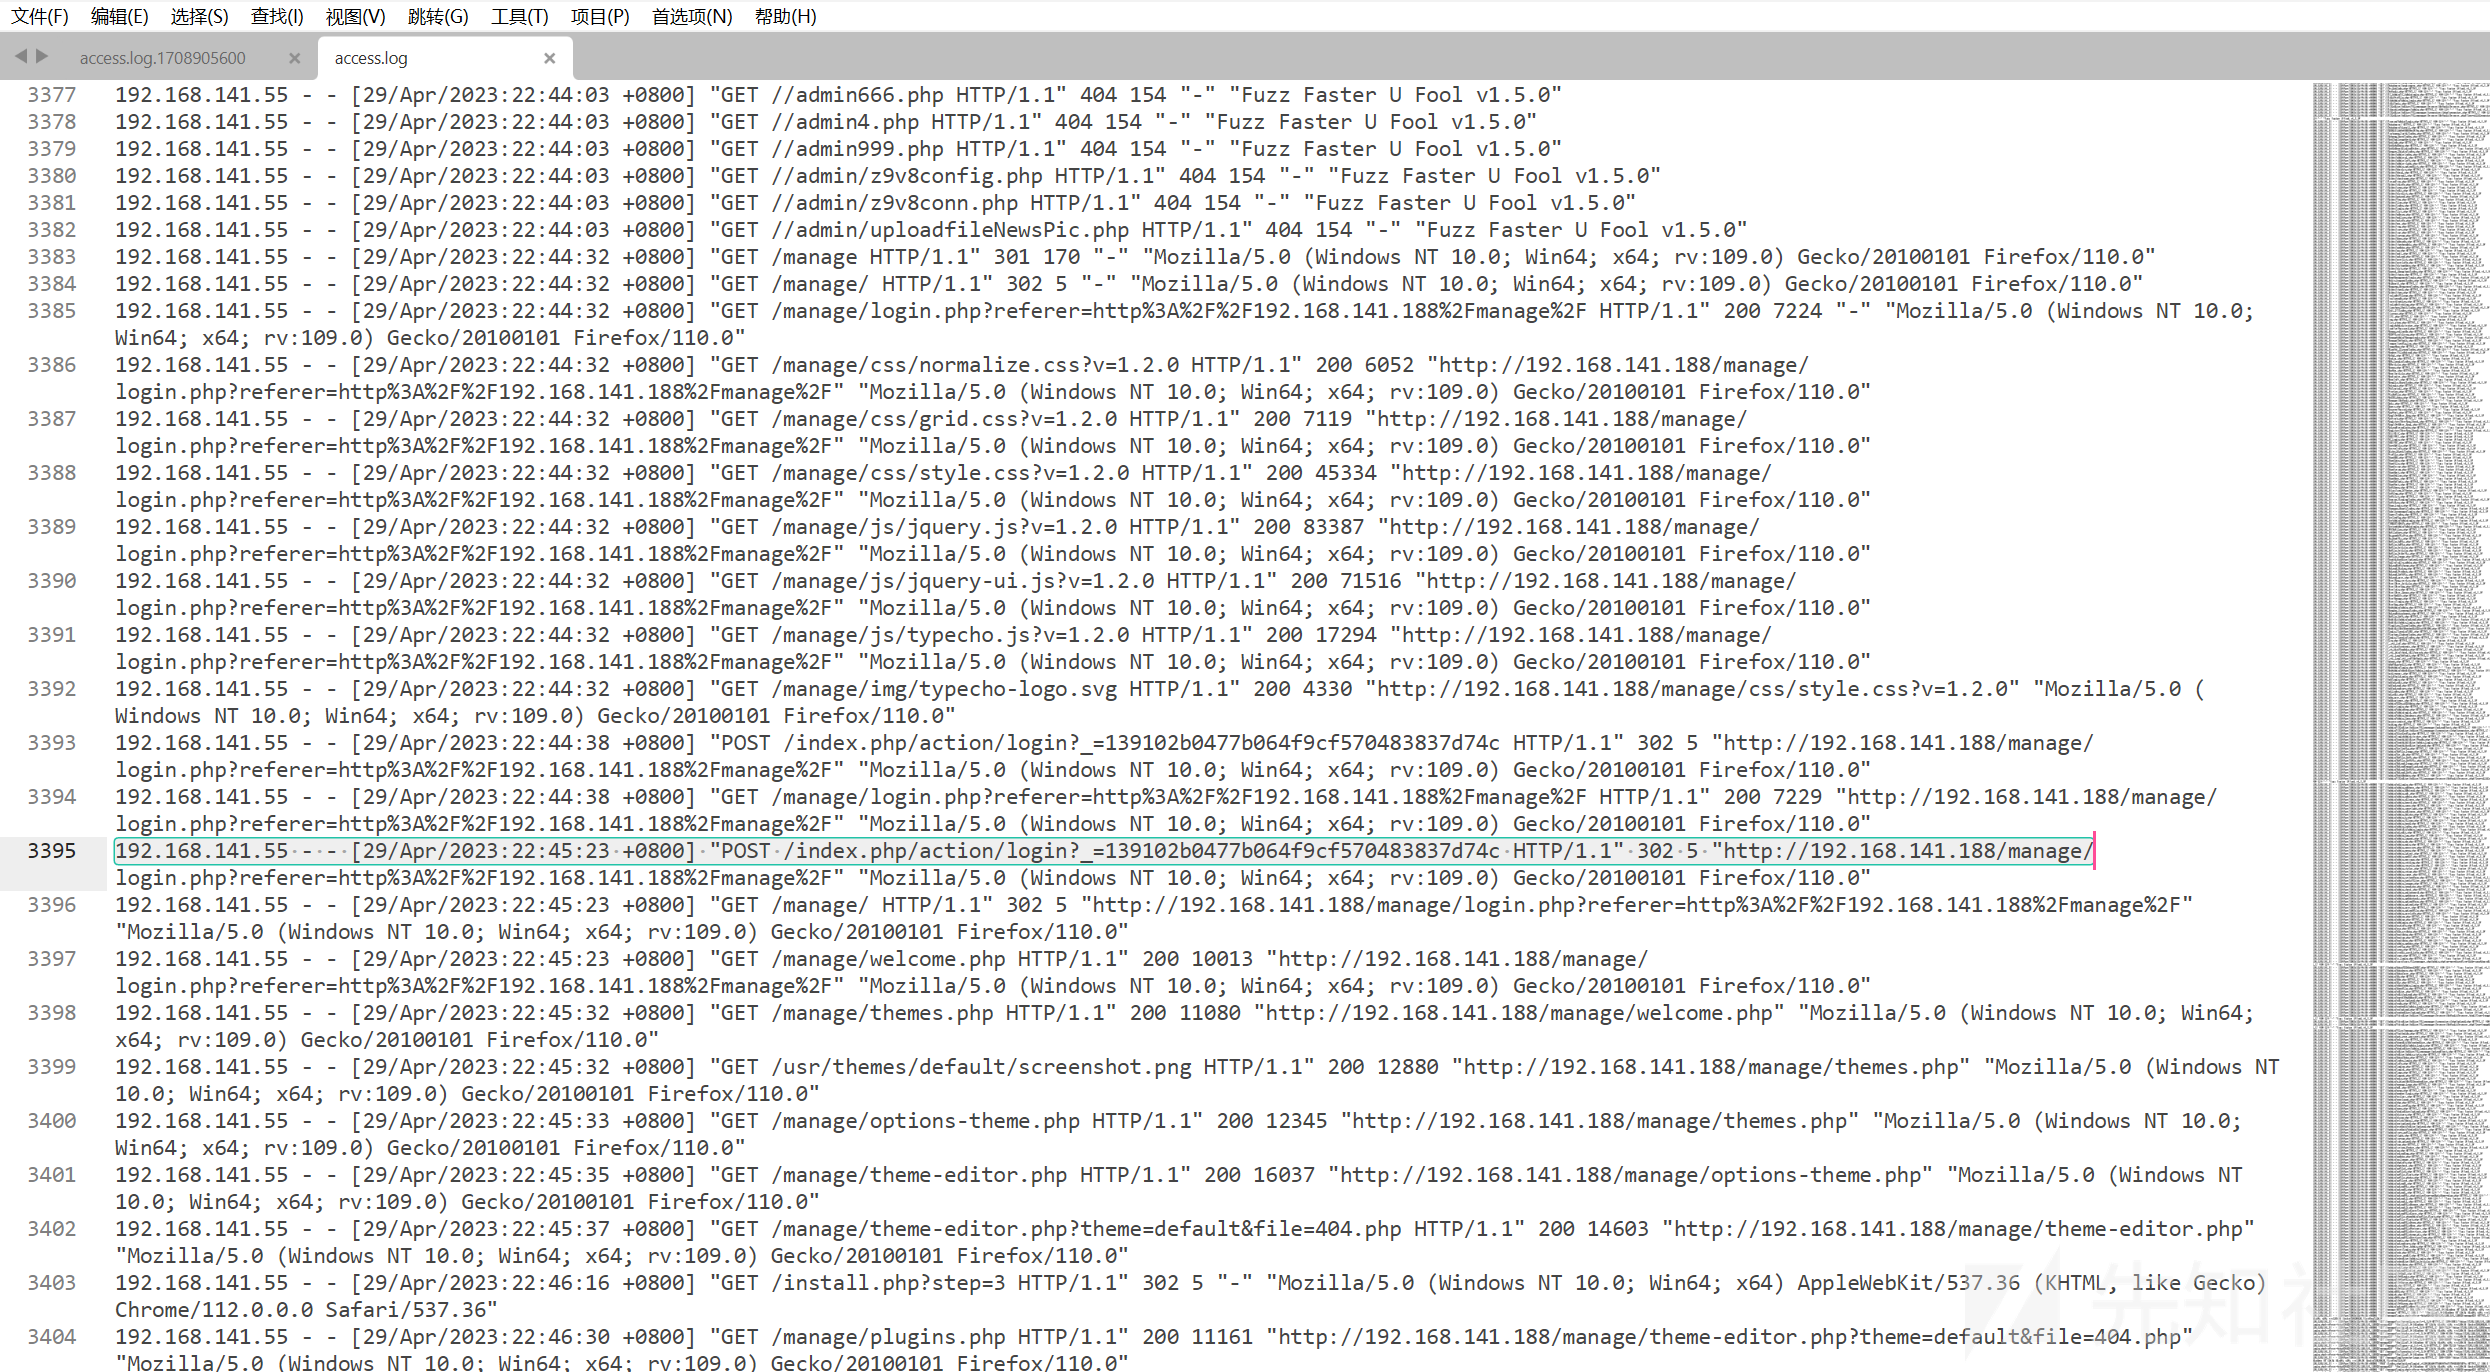 文件(F) 编辑(E) 选择(S) 查找(I) 视图(V) 跳转(G) 工具(T) 项目(P) 首选项(N) 帮助(H)
access.log.1708905600 × access.log ×
3377 192.168.141.55 - - [29/Apr/2023:22:44:03 +0800] "GET //admin666.php HTTP/1.1" 404 154 "-" "Fuzz Faster U Fool v1.5.0"
3378 192.168.141.55 - - [29/Apr/2023:22:44:03 +0800] "GET //admin4.php HTTP/1.1" 404 154 "-" "Fuzz Faster U Fool v1.5.0"
3379 192.168.141.55 - - [29/Apr/2023:22:44:03 +0800] "GET //admin999.php HTTP/1.1" 404 154 "-" "Fuzz Faster U Fool v1.5.0"
3380 192.168.141.55 - - [29/Apr/2023:22:44:03 +0800] "GET //admin/z9v8config.php HTTP/1.1" 404 154 "-" "Fuzz Faster U Fool v1.5.0"
3381 192.168.141.55 - - [29/Apr/2023:22:44:03 +0800] "GET //admin/z9v8conn.php HTTP/1.1" 404 154 "-" "Fuzz Faster U Fool v1.5.0"
3382 192.168.141.55 - - [29/Apr/2023:22:44:03 +0800] "GET //admin/uploadfileNewsPic.php HTTP/1.1" 404 154 "-" "Fuzz Faster U Fool v1.5.0"
3383 192.168.141.55 - - [29/Apr/2023:22:44:32 +0800] "GET /manage HTTP/1.1" 301 170 "-" "Mozilla/5.0 (Windows NT 10.0; Win64; x64; rv:109.0) Gecko/20100101 Firefox/110.0"
3384 192.168.141.55 - - [29/Apr/2023:22:44:32 +0800] "GET /manage/ HTTP/1.1" 302 5 "-" "Mozilla/5.0 (Windows NT 10.0; Win64; x64; rv:109.0) Gecko/20100101 Firefox/110.0"
3385 192.168.141.55 - - [29/Apr/2023:22:44:32 +0800] "GET /manage/login.php?referer=http%3A%2F%2F192.168.141.188%2Fmanage%2F HTTP/1.1" 200 7224 "-" "Mozilla/5.0 (Windows NT 10.0;
Win64; x64; rv:109.0) Gecko/20100101 Firefox/110.0"
3386 192.168.141.55 - - [29/Apr/2023:22:44:32 +0800] "GET /manage/css/normalize.css?v=1.2.0 HTTP/1.1" 200 6052 "http://192.168.141.188/manage/
login.php?referer=http%3A%2F%2F192.168.141.188%2Fmanage%2F" "Mozilla/5.0 (Windows NT 10.0; Win64; x64; rv:109.0) Gecko/20100101 Firefox/110.0"
3387 192.168.141.55 - - [29/Apr/2023:22:44:32 +0800] "GET /manage/css/grid.css?v=1.2.0 HTTP/1.1" 200 7119 "http://192.168.141.188/manage/
login.php?referer=http%3A%2F%2F192.168.141.188%2Fmanage%2F" "Mozilla/5.0 (Windows NT 10.0; Win64; x64; rv:109.0) Gecko/20100101 Firefox/110.0"
3388 192.168.141.55 - - [29/Apr/2023:22:44:32 +0800] "GET /manage/css/style.css?v=1.2.0 HTTP/1.1" 200 45334 "http://192.168.141.188/manage/
login.php?referer=http%3A%2F%2F192.168.141.188%2Fmanage%2F" "Mozilla/5.0 (Windows NT 10.0; Win64; x64; rv:109.0) Gecko/20100101 Firefox/110.0"
3389 192.168.141.55 - - [29/Apr/2023:22:44:32 +0800] "GET /manage/js/jquery.js?v=1.2.0 HTTP/1.1" 200 83387 "http://192.168.141.188/manage/
login.php?referer=http%3A%2F%2F192.168.141.188%2Fmanage%2F" "Mozilla/5.0 (Windows NT 10.0; Win64; x64; rv:109.0) Gecko/20100101 Firefox/110.0"
3390 192.168.141.55 - - [29/Apr/2023:22:44:32 +0800] "GET /manage/js/jquery-ui.js?v=1.2.0 HTTP/1.1" 200 71516 "http://192.168.141.188/manage/
login.php?referer=http%3A%2F%2F192.168.141.188%2Fmanage%2F" "Mozilla/5.0 (Windows NT 10.0; Win64; x64; rv:109.0) Gecko/20100101 Firefox/110.0"
3391 192.168.141.55 - - [29/Apr/2023:22:44:32 +0800] "GET /manage/js/typecho.js?v=1.2.0 HTTP/1.1" 200 17294 "http://192.168.141.188/manage/
login.php?referer=http%3A%2F%2F192.168.141.188%2Fmanage%2F" "Mozilla/5.0 (Windows NT 10.0; Win64; x64; rv:109.0) Gecko/20100101 Firefox/110.0"
3392 192.168.141.55 - - [29/Apr/2023:22:44:32 +0800] "GET /manage/img/typecho-logo.svg HTTP/1.1" 200 4330 "http://192.168.141.188/manage/css/style.css?v=1.2.0" "Mozilla/5.0 (
Windows NT 10.0; Win64; x64; rv:109.0) Gecko/20100101 Firefox/110.0"
3393 192.168.141.55 - - [29/Apr/2023:22:44:38 +0800] "POST /index.php/action/login?_=139102b0477b064f9cf570483837d74c HTTP/1.1" 302 5 "http://192.168.141.188/manage/
login.php?referer=http%3A%2F%2F192.168.141.188%2Fmanage%2F" "Mozilla/5.0 (Windows NT 10.0; Win64; x64; rv:109.0) Gecko/20100101 Firefox/110.0"
3394 192.168.141.55 - - [29/Apr/2023:22:44:38 +0800] "GET /manage/login.php?referer=http%3A%2F%2F192.168.141.188%2Fmanage%2F HTTP/1.1" 200 7229 "http://192.168.141.188/manage/
login.php?referer=http%3A%2F%2F192.168.141.188%2Fmanage%2F" "Mozilla/5.0 (Windows NT 10.0; Win64; x64; rv:109.0) Gecko/20100101 Firefox/110.0"
3395 192.168.141.55 - - [29/Apr/2023:22:45:23 +0800] "POST /index.php/action/login?_=139102b0477b064f9cf570483837d74c HTTP/1.1" 302 5 "http://192.168.141.188/manage/
login.php?referer=http%3A%2F%2F192.168.141.188%2Fmanage%2F" "Mozilla/5.0 (Windows NT 10.0; Win64; x64; rv:109.0) Gecko/20100101 Firefox/110.0"
3396 192.168.141.55 - - [29/Apr/2023:22:45:23 +0800] "GET /manage/ HTTP/1.1" 302 5 "http://192.168.141.188/manage/login.php?referer=http%3A%2F%2F192.168.141.188%2Fmanage%2F"
"Mozilla/5.0 (Windows NT 10.0; Win64; x64; rv:109.0) Gecko/20100101 Firefox/110.0"
3397 192.168.141.55 - - [29/Apr/2023:22:45:23 +0800] "GET /manage/welcome.php HTTP/1.1" 200 10013 "http://192.168.141.188/manage/
login.php?referer=http%3A%2F%2F192.168.141.188%2Fmanage%2F" "Mozilla/5.0 (Windows NT 10.0; Win64; x64; rv:109.0) Gecko/20100101 Firefox/110.0"
3398 192.168.141.55 - - [29/Apr/2023:22:45:32 +0800] "GET /manage/themes.php HTTP/1.1" 200 11080 "http://192.168.141.188/manage/welcome.php" "Mozilla/5.0 (Windows NT 10.0; Win64;
x64; rv:109.0) Gecko/20100101 Firefox/110.0"
3399 192.168.141.55 - - [29/Apr/2023:22:45:32 +0800] "GET /usr/themes/default/screenshot.png HTTP/1.1" 200 12880 "http://192.168.141.188/manage/themes.php" "Mozilla/5.0 (Windows NT
10.0; Win64; x64; rv:109.0) Gecko/20100101 Firefox/110.0"
3400 192.168.141.55 - - [29/Apr/2023:22:45:33 +0800] "GET /manage/options-theme.php HTTP/1.1" 200 12345 "http://192.168.141.188/manage/themes.php" "Mozilla/5.0 (Windows NT 10.0;
Win64; x64; rv:109.0) Gecko/20100101 Firefox/110.0"
3401 192.168.141.55 - - [29/Apr/2023:22:45:35 +0800] "GET /manage/theme-editor.php HTTP/1.1" 200 16037 "http://192.168.141.188/manage/options-theme.php" "Mozilla/5.0 (Windows NT
10.0; Win64; x64; rv:109.0) Gecko/20100101 Firefox/110.0"
3402 192.168.141.55 - - [29/Apr/2023:22:45:37 +0800] "GET /manage/theme-editor.php?theme=default&file=404.php HTTP/1.1" 200 14603 "http://192.168.141.188/manage/theme-editor.php"
"Mozilla/5.0 (Windows NT 10.0; Win64; x64; rv:109.0) Gecko/20100101 Firefox/110.0"
3403 192.168.141.55 - - [29/Apr/2023:22:46:16 +0800] "GET /install.php?step=3 HTTP/1.1" 302 5 "-" "Mozilla/5.0 (Windows NT 10.0; Win64; x64) AppleWebKit/537.36 (KHTML, like Gecko)
Chrome/112.0.0.0 Safari/537.36"
3404 192.168.141.55 - - [29/Apr/2023:22:46:30 +0800] "GET /manage/plugins.php HTTP/1.1" 200 11161 "http://192.168.141.188/manage/theme-editor.php?theme=default&file=404.php"
"Mozilla/5.0 (Windows NT 10.0; Win64; x64; rv:109.0) Gecko/20100101 Firefox/110.0"
先知社